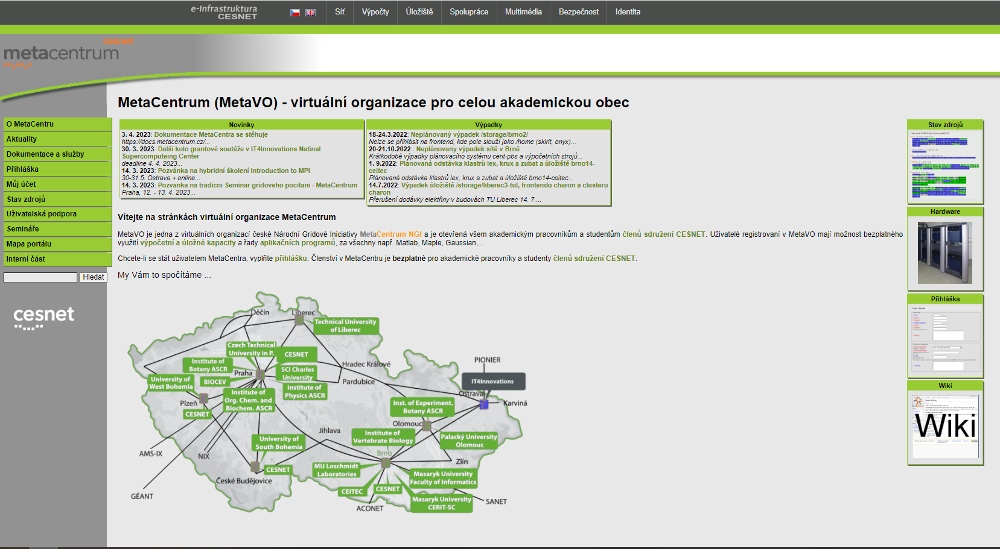 e-Infrastruktura
CESNET
Síť
Výpočty
Úložiště
Spolupráce
Multimédia
Bezpečnost
Identita
cesnet
metacentrum
MetaCentrum (MetaVO) - virtuální organizace pro celou akademickou obec
O MetaCentru
Aktuality
Dokumentace a služby
Přihláška
Můj účet
Stav zdrojů
Uživatelská podpora
Semináře
Mapa portálu
Interní část
Hledat
cesnet
Novinky
3. 4. 2023: Dokumentace MetaCentra se stěhuje
https://docs.metacentrum.cz/...
30. 3. 2023: Další kolo grantové soutěže v IT4Innovations Natinal
Supercomputeing Center
deadline 4. 4. 2023...
14. 3. 2023: Pozvánka na hybridní školení Introduction to MPI
30-31.5. Ostrava + online...
14. 3. 2023: Pozvanka na tradicni Seminar gridoveho pocitani - MetaCentrum
Praha, 12. - 13. 4. 2023...
Výpadky
18-24.3.2022: Neplánovaný výpadek /storage/brno2/
Nelze se přihlásit na frontend, kde pole slouží jako /home (skirit, onyx)...
20-21.10.2022 : Neplánovany výpadek sítě v Brně
Krátkodobé výpadky plánovacího systému cerit-pbs a výpočetních strojů...
1. 9.2022: Plánovaná odstávka klastrů lex, krux a zubat a úložiště brno14-
ceitec
Plánovaná odstávka klastrů lex, krux a zubat a úložiště brno14-ceitec...
14.7.2022: Výpadek úložiště /storage/liberec3-tul, frontendu charon a clusteru
charon
Přerušení dodávky elektřiny v budovách TU Liberec 14. 7....
Vítejte na stránkách virtuální organizace MetaCentrum
MetaVO je jedna z virtuálních organizací české Národní Gridové Iniciativy MetaCentrum NGI a je otevřená všem akademickým pracovníkům a studentům členů sdružení CESNET. Uživatelé registrovaní v MetaVO mají možnost bezplatného
využití výpočetní a úložné kapacity a řady aplikačních programů, za všechny např. Matlab, Maple, Gaussian,...
Chcete-li se stát uživatelem MetaCentra, vyplňte přihlášku. Členství v MetaCentru je bezplatné pro akademické pracovníky a studenty členů sdružení CESNET.
My Vám to spočítáme ...
Děčín
Liberec
Technical University
of Liberec
Czech Technical
University in P.
CESNET
Institute of
Botany ASCR
Praha
SCI Charles
University
BIOCEV
Hradec Králové
Pardubice
University of
West Bohemia
Institute of
Org. Chem. and
Biochem. ASCR
Institute of
Physics ASCR
Plzeň
CESNET
PIONIER
IT4Innovations
Ostrava
Karviná
Inst. of Experiment.
Botany ASCR
Olomouc
Jihlava
Institute of
Vertebrate Biology
Palacký University
Olomouc
University of
South Bohemia
AMS-IX
NIX
Brno
Zlín
CESNET
MU Loschmidt
Laboratories
Masaryk University
Faculty of Informatics
České Budějovice
CEITEC
CESNET
GÉANT
Masaryk University
CERIT-SC
SANET
ACONET
Stav zdrojů
Hardware
Přihláška
Wiki
Wiki